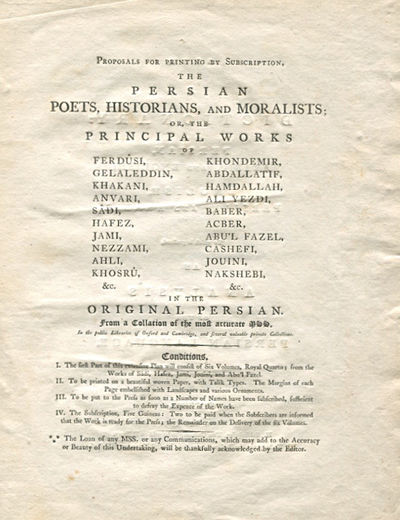 PROPOSALS FOR PRINTING BY SUBSCRIPTION,
THE
PERSIAN
POETS, HISTORIANS, AND MORALISTS;
OR, THE
PRINCIPAL WORKS
OF
FERDÛSI,
GELALEDDIN,
KHAKANI,
ANVARI,
SÂDI,
HAFEZ,
JAMI,
NEZZAMI,
AHLI,
KHOSRÛ,
&c.
KHONDEMIR,
ABDALLATIF,
HAMDALLAH,
ALI YEZDI,
BABER,
ACBER,
ABU'L FAZEL,
CASHEFI,
JOUINI,
NAKSHEBI,
&c.
IN THE
ORIGINAL PERSIAN.
From a Collation of the most accurate MSS.
In the public Libraries of Oxford and Cambridge, and several valuable private Collections.
Conditions,
I. The first Part of this extensive Plan will consist of Six Volumes, Royal Quarto; from the
Works of Sâdi, Hafez, Jami, Jouini, and Abu'l Fazel.
II. To be printed on a beautiful woven Paper, with Talik Types. The Margins of each
Page embellished with Landscapes and various Ornaments.
III. To be put to the Press as soon as a Number of Names have been subscribed, sufficient
to defray the Expence of the Work.
IV. The Subscription, Five Guineas: Two to be paid when the Subscribers are informed
that the Work is ready for the Press; the Remainder on the Delivery of the six Volumes.
*** The Loan of any MSS. or any Communications, which may add to the Accuracy
or Beauty of this Undertaking, will be thankfully acknowledged by the Editor.